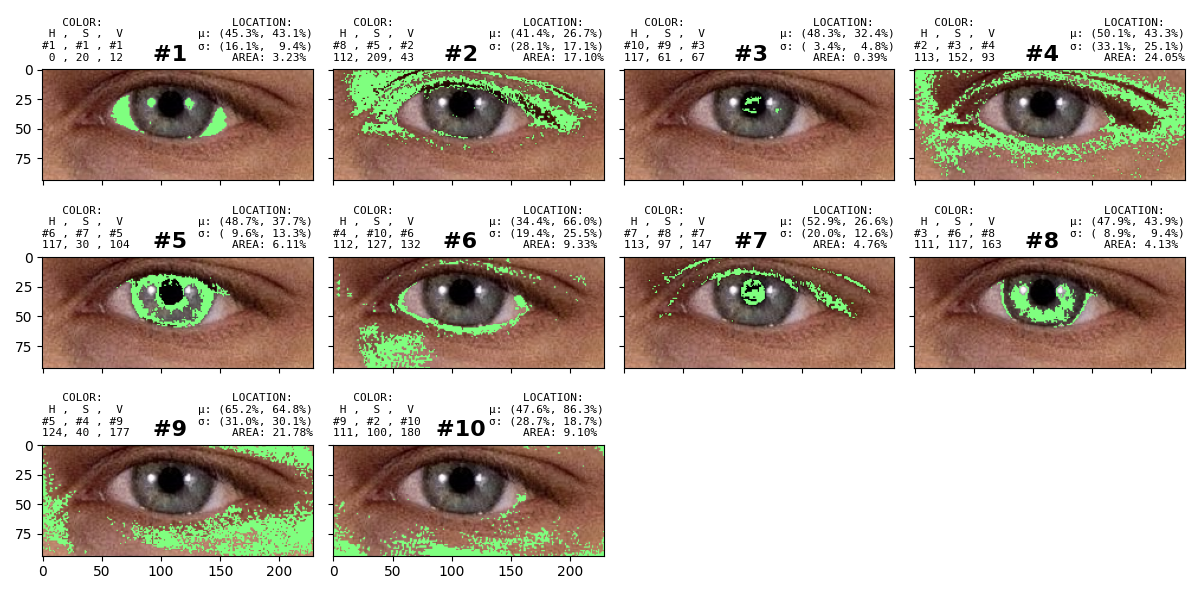 COLOR: LOCATION:
H , S , V μ: (45.3%, 43.1%)
#1 , #1 , #1 #1 σ: (16.1%, 9.4%)
0 , 20 , 12 AREA: 3.23%
COLOR: LOCATION:
H , S , V μ: (41.4%, 26.7%)
#8 , #5 , #2 #2 σ: (28.1%, 17.1%)
112, 209, 43 AREA: 17.10%
COLOR: LOCATION:
H , S , V μ: (48.3%, 32.4%)
#10, #9 , #3 #3 σ: ( 3.4%, 4.8%)
117, 61 , 67 AREA: 0.39%
COLOR: LOCATION:
H , S , V μ: (50.1%, 43.3%)
#2 , #3 , #4 #4 σ: (33.1%, 25.1%)
113, 152, 93 AREA: 24.05%
0
25
50
75
COLOR: LOCATION:
H , S , V μ: (48.7%, 37.7%)
#6 , #7 , #5 #5 σ: ( 9.6%, 13.3%)
117, 30 , 104 AREA: 6.11%
COLOR: LOCATION:
H , S , V μ: (34.4%, 66.0%)
#4 , #10, #6 #6 σ: (19.4%, 25.5%)
112, 127, 132 AREA: 9.33%
COLOR: LOCATION:
H , S , V μ: (52.9%, 26.6%)
#7 , #8 , #7 #7 σ: (20.0%, 12.6%)
113, 97 , 147 AREA: 4.76%
COLOR: LOCATION:
H , S , V μ: (47.9%, 43.9%)
#3 , #6 , #8 #8 σ: ( 8.9%, 9.4%)
111, 117, 163 AREA: 4.13%
0
25
50
75
COLOR: LOCATION:
H , S , V μ: (65.2%, 64.8%)
#5 , #4 , #9 #9 σ: (31.0%, 30.1%)
124, 40 , 177 AREA: 21.78%
COLOR: LOCATION:
H , S , V μ: (47.6%, 86.3%)
#9 , #2 , #10 #10 σ: (28.7%, 18.7%)
111, 100, 180 AREA: 9.10%
0
25
50
75
0 50 100 150 200
0 50 100 150 200